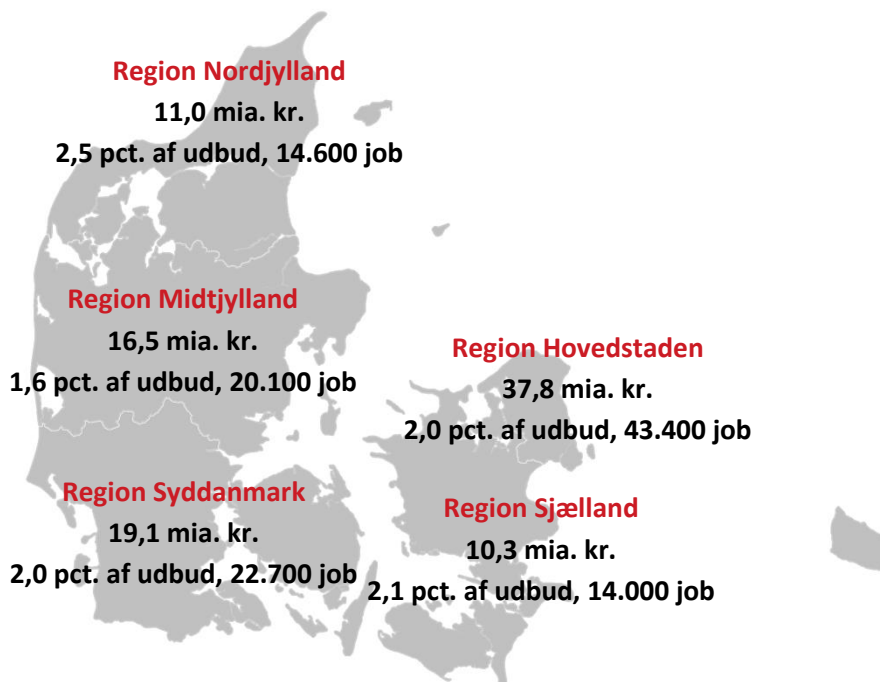 Region Nordjylland
11,0 mia. kr.
2,5 pct. af udbud, 14.600 job
Region Midtjylland
16,5 mia. kr.
1,6 pct. af udbud, 20.100 job
Region Hovedstaden
37,8 mia. kr.
2,0 pct. af udbud, 43.400 job
Region Syddanmark
19,1 mia. kr.
2,0 pct. af udbud, 22.700 job
Region Sjælland
10,3 mia. kr.
2,1 pct. af udbud, 14.000 job